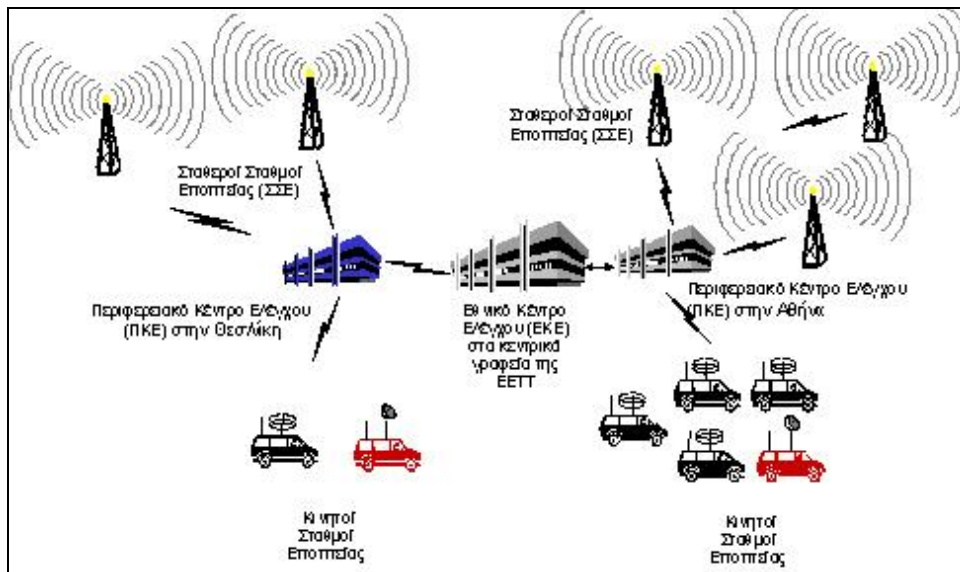 Σταθεροί Σταθμοί
Εποπτείας (ΣΣΕ)
Σταθεροί Σταθμοί
Εποπτείας (ΣΣΕ)
Περιφερειακό Κέντρο Ελέγχου
(ΠΚΕ) στην Θεσ/νίκη
Εθνικό Κέντρο
Ελέγχου (ΕΚΕ)
στα κεντρικά
γραφεία της
ΕΕΤΤ
Περιφερειακό Κέντρο Ελέγχου
(ΠΚΕ) στην Αθήνα
Κινητοί
Σταθμοί
Εποπτείας
Κινητοί
Σταθμοί
Εποπτείας